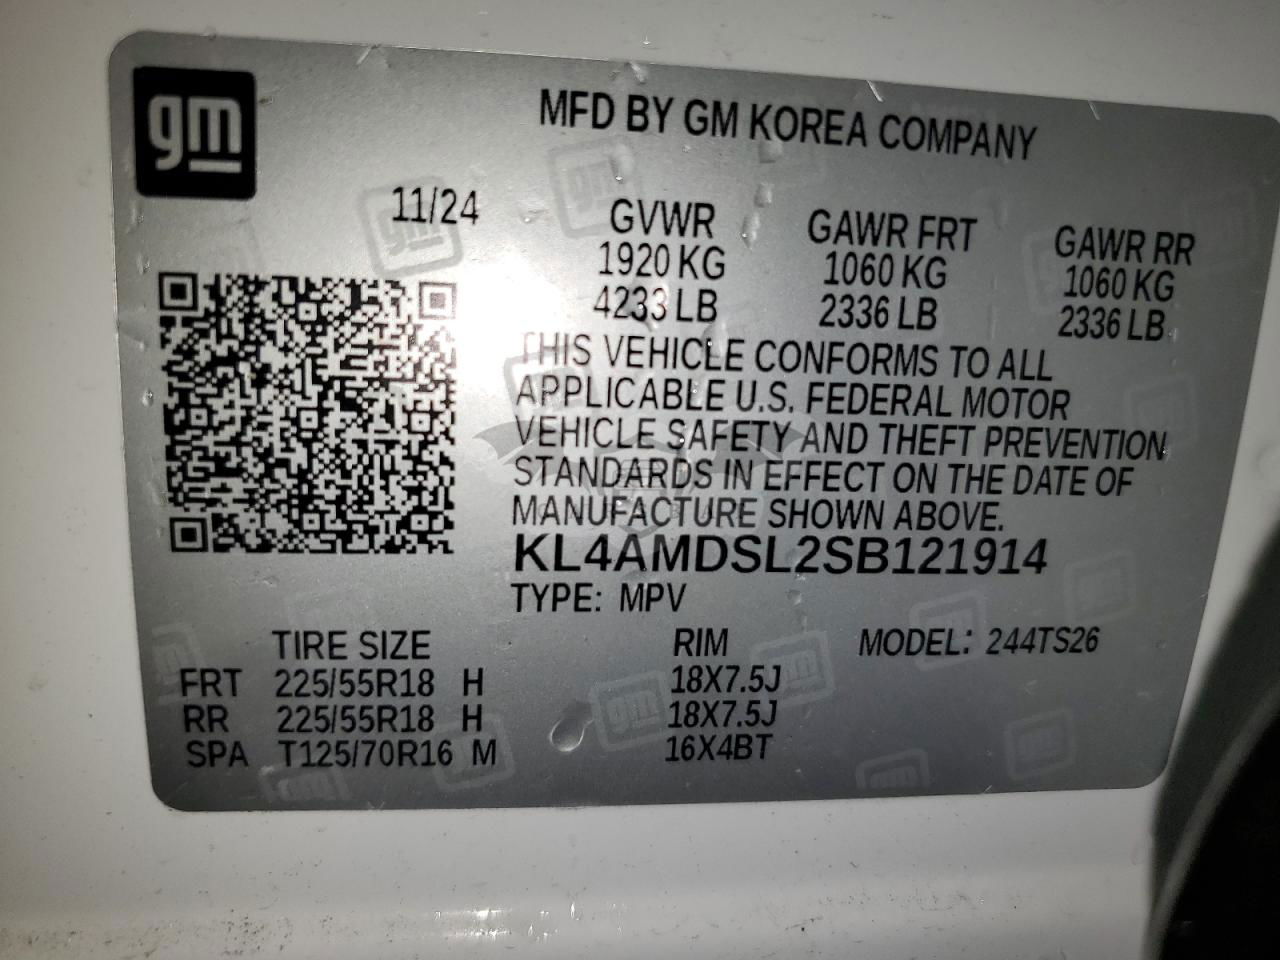 gm
MFD BY GM KOREA COMPANY
11/24
GVWR GAWR FRT GAWR RR
1920 KG 1060 KG 1060 KG
4233 LB 2336 LB 2336 LB
THIS VEHICLE CONFORMS TO ALL
APPLICABLE U.S. FEDERAL MOTOR
VEHICLE SAFETY AND THEFT PREVENTION
STANDARDS IN EFFECT ON THE DATE OF
MANUFACTURE SHOWN ABOVE.
KL4AMDSL2SB121914
TYPE: MPV
TIRE SIZE RIM MODEL: 244TS26
FRT 225/55R18 H 18X7.5J
RR 225/55R18 H 18X7.5J
SPA T125/70R16 M 16X4BT